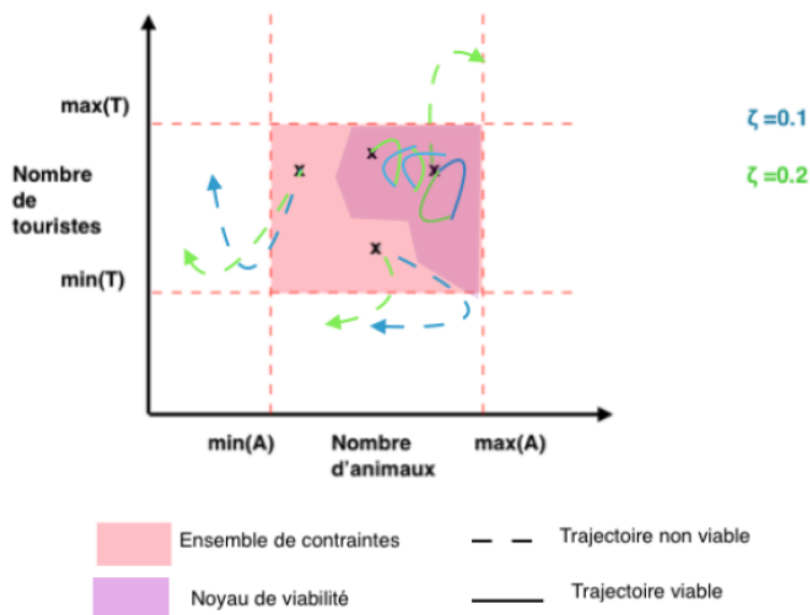 max(T)
ζ =0.1
Nombre
de
touristes
ζ =0.2
min(T)
min(A)
Nombre
d'animaux
max(A)
Ensemble de contraintes
Trajectoire non viable
Noyau de viabilité
Trajectoire viable